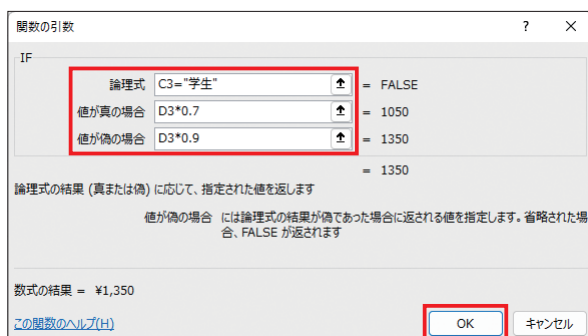 関数の引数 ? ×
IF
論理式 C3="学生" = FALSE
値が真の場合 D3*0.7 = 1050
値が偽の場合 D3*0.9 = 1350
= 1350
論理式の結果 (真または偽) に応じて、指定された値を返します
値が偽の場合 には論理式の結果が偽であった場合に返される値を指定します。省略された場
合、FALSE が返されます
数式の結果 = ¥1,350
この関数のヘルプ(H) OK キャンセル